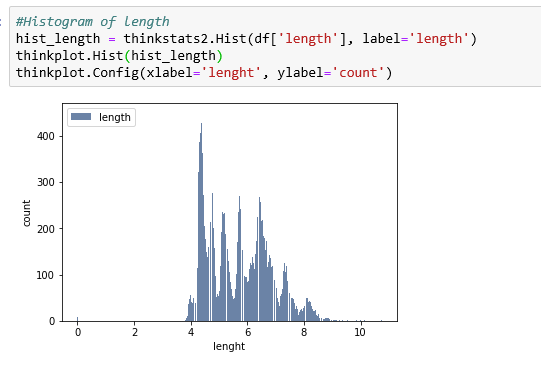 #Histogram of length
hist_length = thinkstats2.Hist(df['length'], label='length')
thinkplot.Hist(hist_length)
thinkplot.Config(xlabel='lenght', ylabel='count')
length
400
300
200
100
0
count
0 2 4 6 8 10
lenght